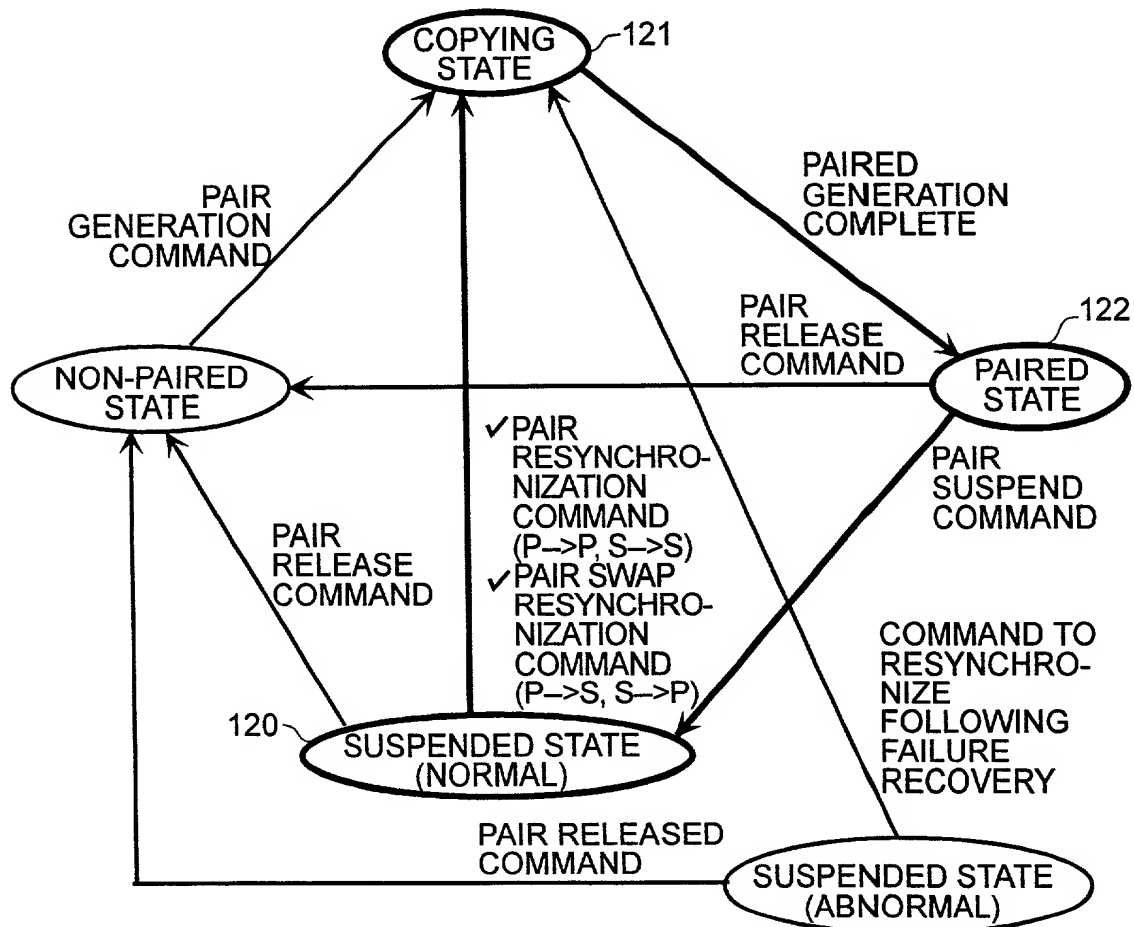 COPYING
STATE
121
PAIR
GENERATION
COMMAND
PAIRED
GENERATION
COMPLETE
PAIR
RELEASE
COMMAND
122
NON-PAIRED
STATE
PAIRED
STATE
✓PAIR
RESYNCHRO-
NIZATION
COMMAND
(P-->P, S-->S)
✓PAIR SWAP
RESYNCHRO-
NIZATION
COMMAND
(P-->S, S-->P)
PAIR
SUSPEND
COMMAND
PAIR
RELEASE
COMMAND
COMMAND TO
RESYNCHRO-
NIZE
FOLLOWING
FAILURE
RECOVERY
120
SUSPENDED STATE
(NORMAL)
PAIR RELEASED
COMMAND
SUSPENDED STATE
(ABNORMAL)